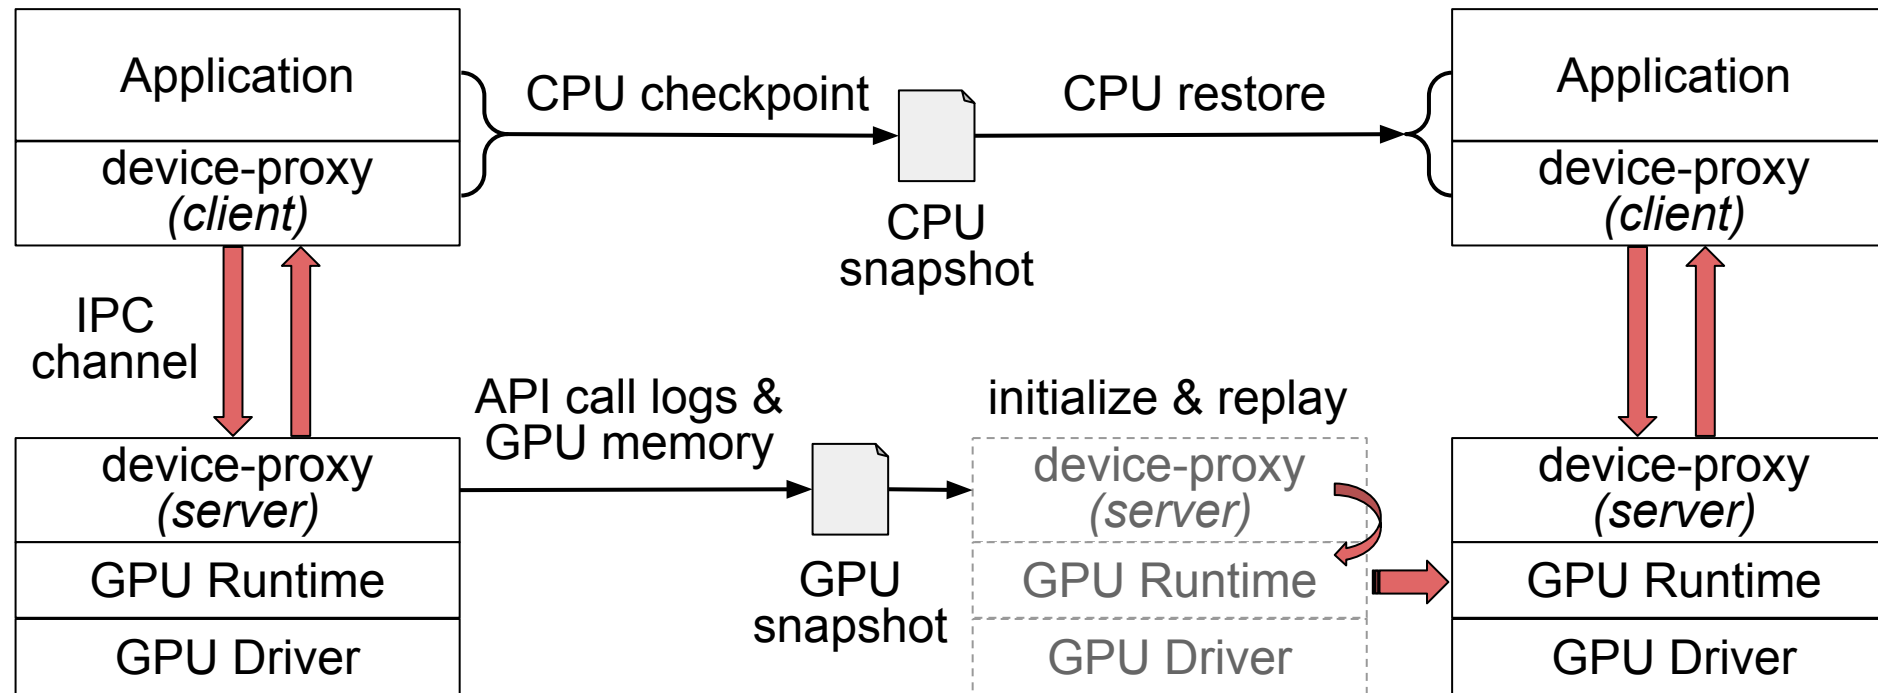 Application
device-proxy
(client)
IPC
channel
device-proxy
(server)
GPU Runtime
GPU Driver
CPU checkpoint
CPU
snapshot
CPU restore
API call logs &
GPU memory
GPU
snapshot
initialize & replay
device-proxy
(server)
GPU Runtime
GPU Driver
Application
device-proxy
(client)
device-proxy
(server)
GPU Runtime
GPU Driver